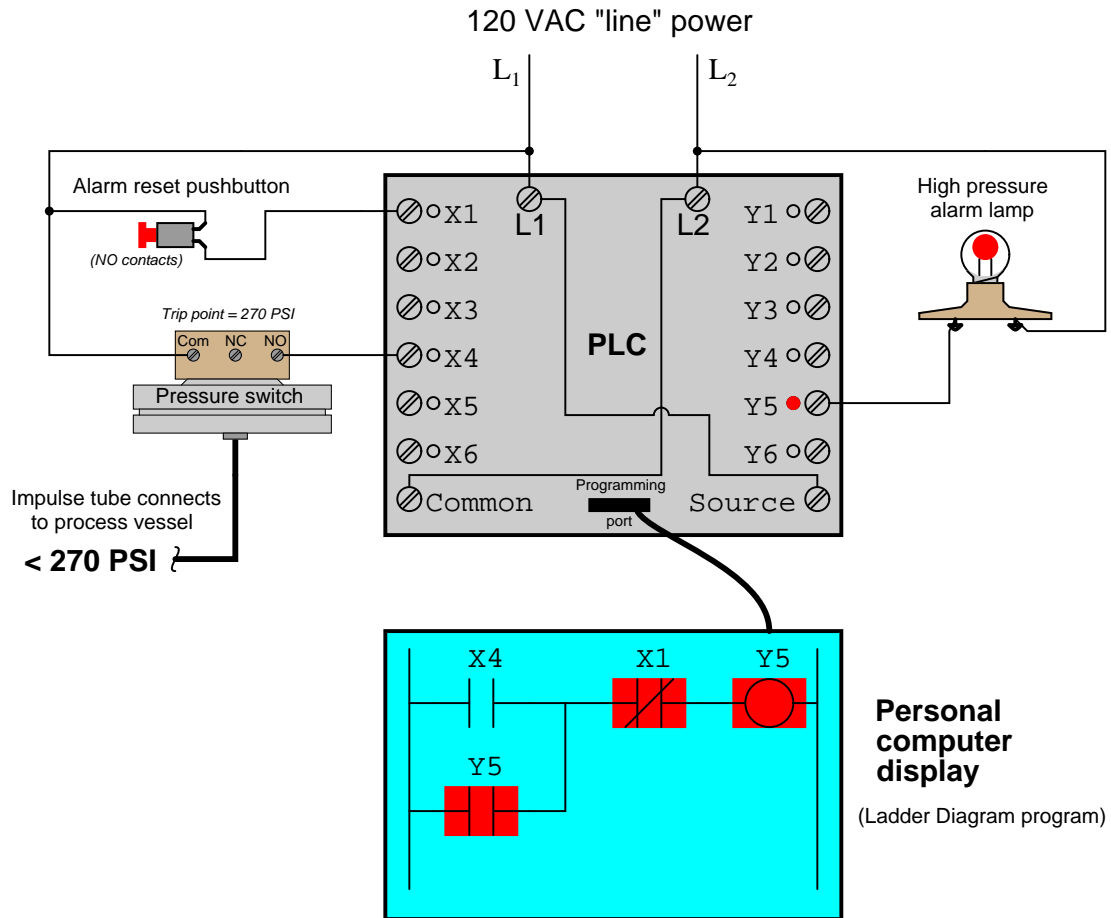 120 VAC "line" power
L1
L2
Alarm reset pushbutton
(NO contacts)
Trip point = 270 PSI
Com NC NO
Pressure switch
Impulse tube connects
to process vessel
< 270 PSI
X1
X2
X3
X4
X5
X6
Common
L1
L2
PLC
Programming
port
Y1
Y2
Y3
Y4
Y5
Y6
Source
High pressure
alarm lamp
X4 X1 Y5
Y5
Personal
computer
display
(Ladder Diagram program)